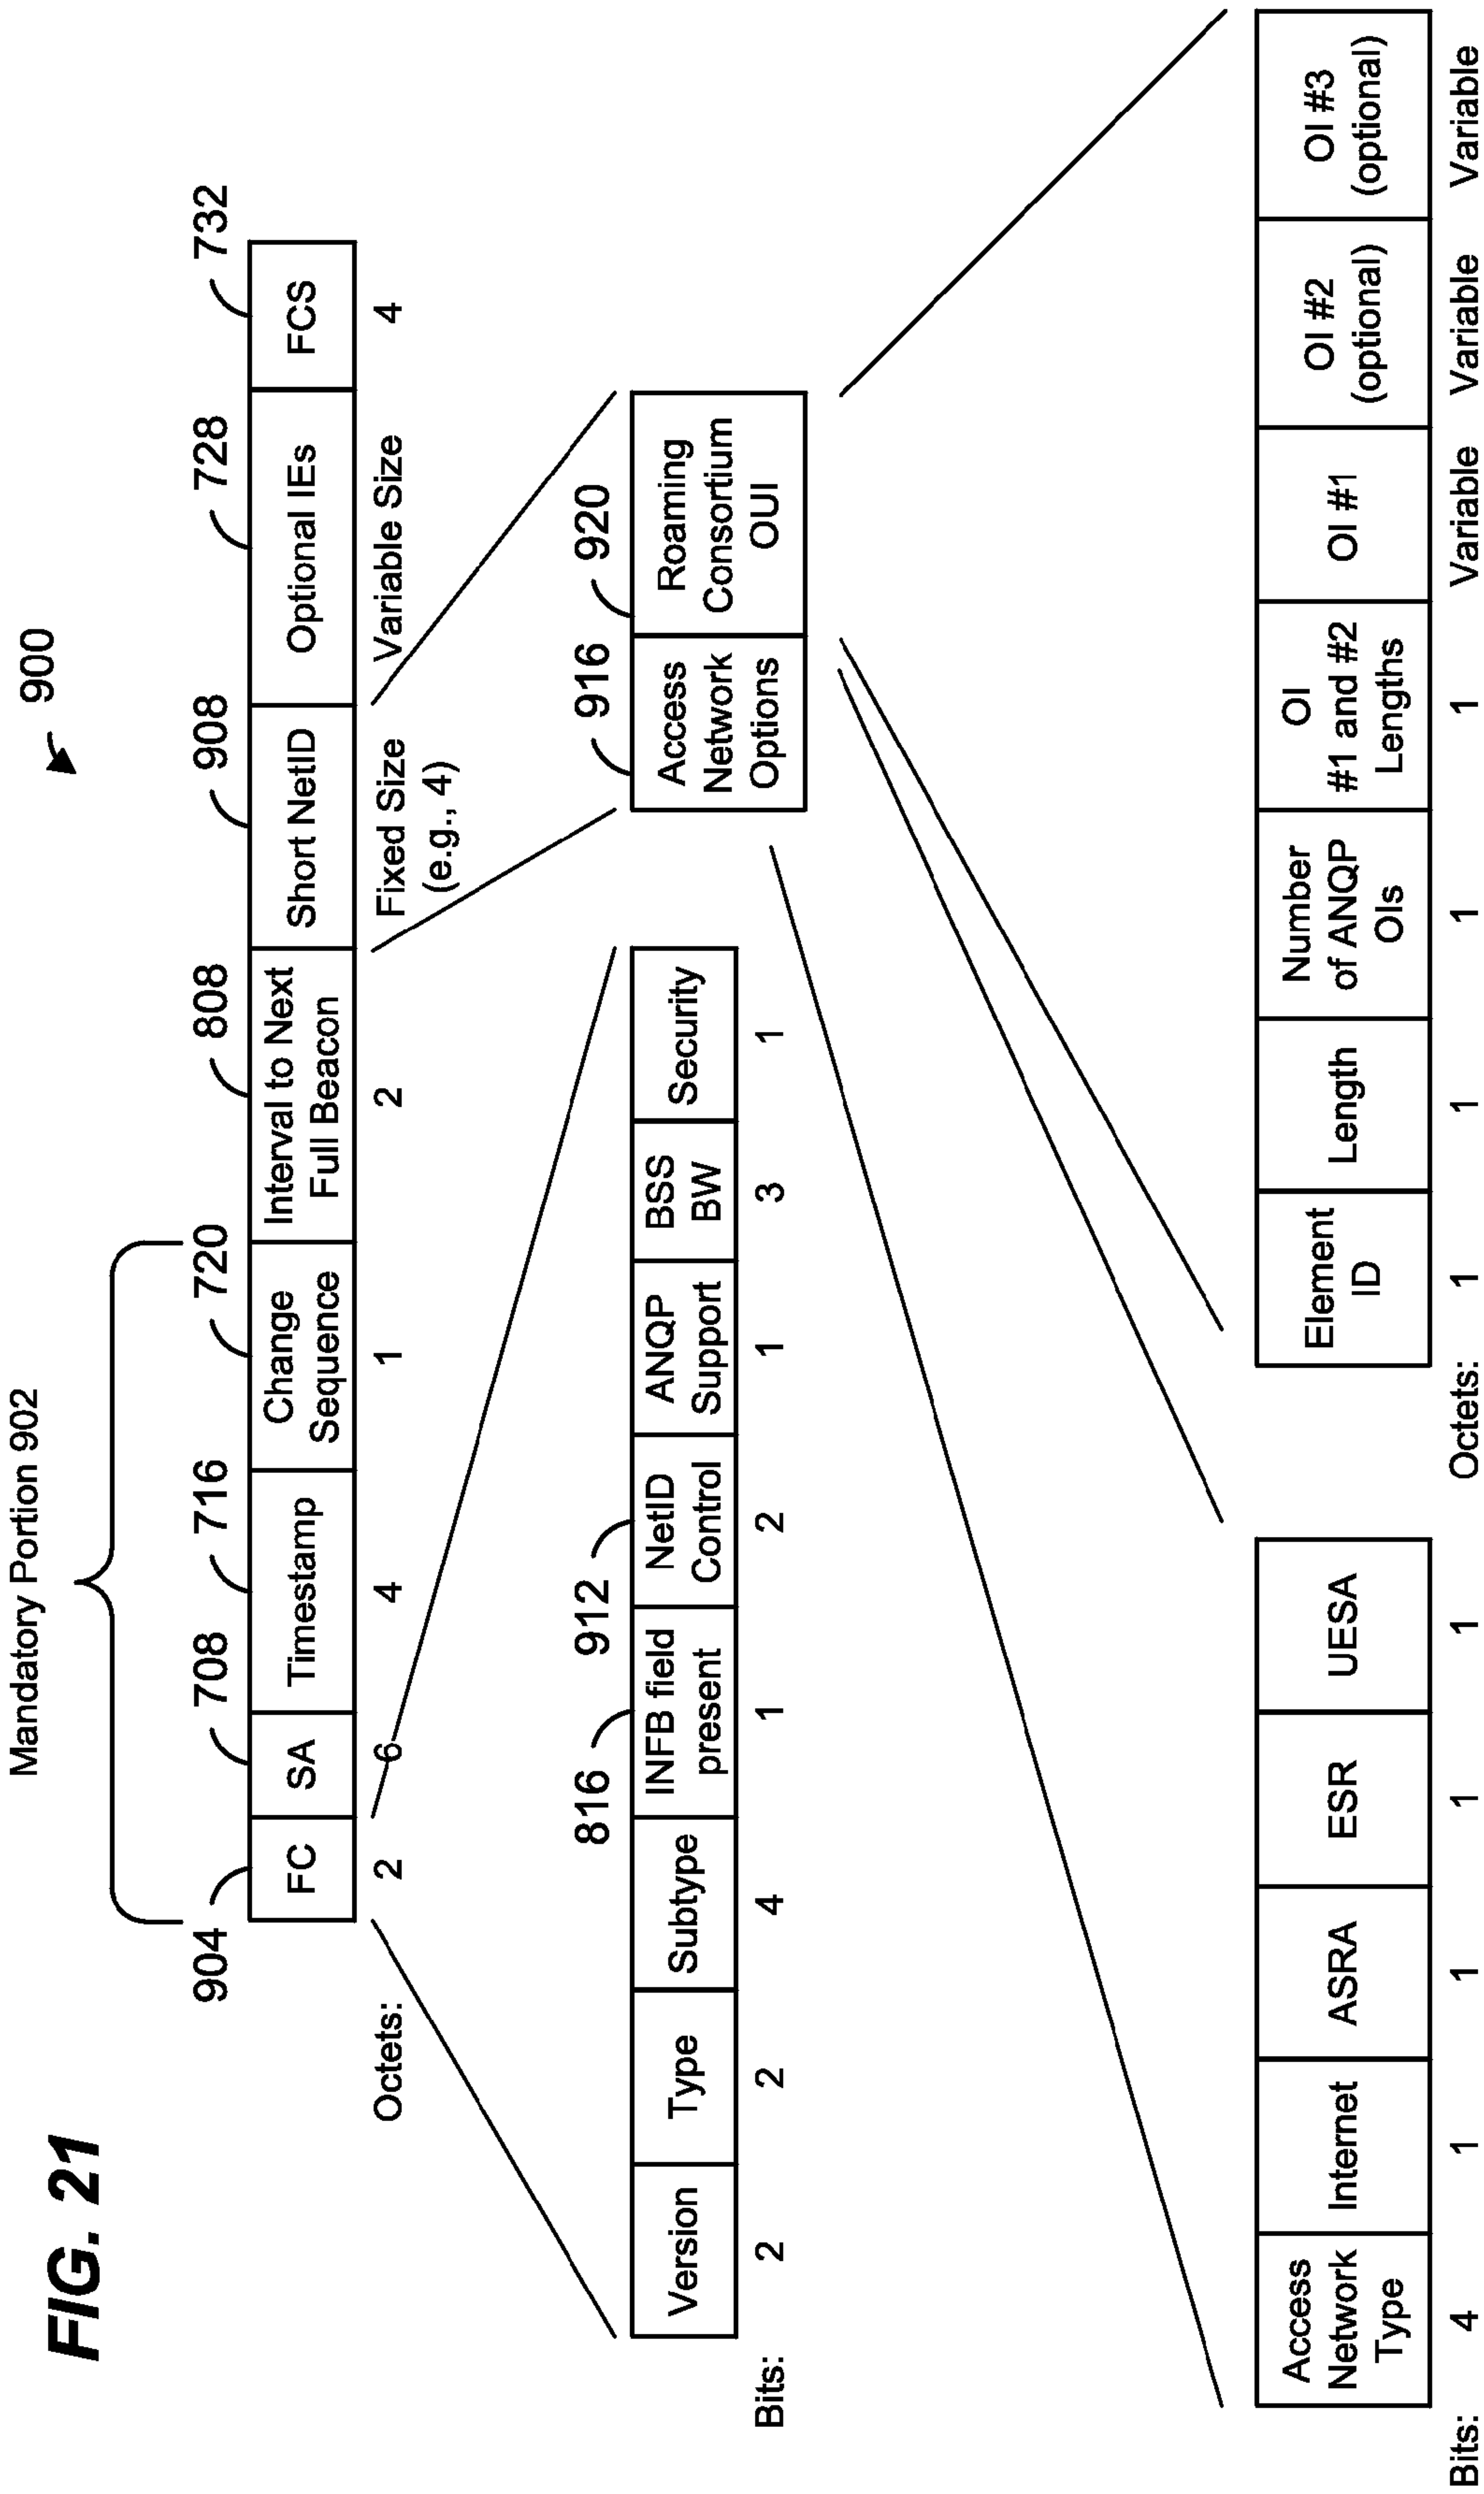 FIG. 21
900
Mandatory Portion 902
904
708
716
720
808
908
728
732
FC
SA
Timestamp
Change
Sequence
Interval to Next
Full Beacon
Short NetID
Optional IEs
FCS
Octets:
2
6
4
1
2
Fixed Size
(e.g., 4)
Variable Size
4
816
912
Version
Type
Subtype
INFB field
present
NetID
Control
ANQP
Support
BSS
BW
Security
Bits:
2
2
4
1
2
1
3
1
916
920
Access
Network
Options
Roaming
Consortium
OUI
Access
Network
Type
Internet
ASRA
ESR
UESA
Bits:
4
1
1
1
1
Element
ID
Length
Number
of ANQP
OIs
OI
#1 and #2
Lengths
OI #1
OI #2
(optional)
OI #3
(optional)
Octets:
1
1
1
1
Variable
Variable
Variable